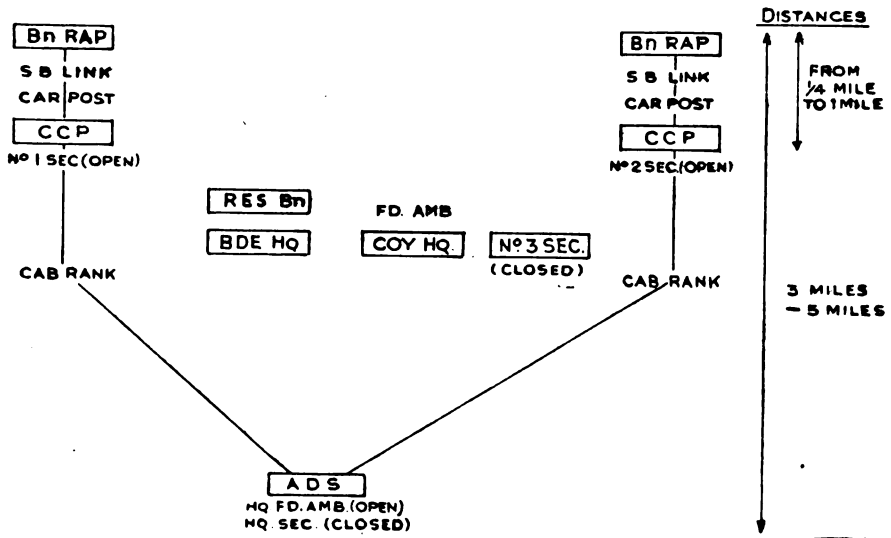 DISTANCES
Bn RAP
S B LINK
CAR POST
CCP
No 1 SEC (OPEN)
CAB RANK
RES Bn
BDE HQ
FD. AMB
COY HQ.
No. 3 SEC.
(CLOSED)
Bn RAP
S B LINK
CAR POST
CCP
No 2 SEC. (OPEN)
CAB RANK
FROM
1/4 MILE
TO 1 MILE
3 MILES
- 5 MILES
ADS
HQ FD. AMB. (OPEN)
HQ. SEC. (CLOSED)